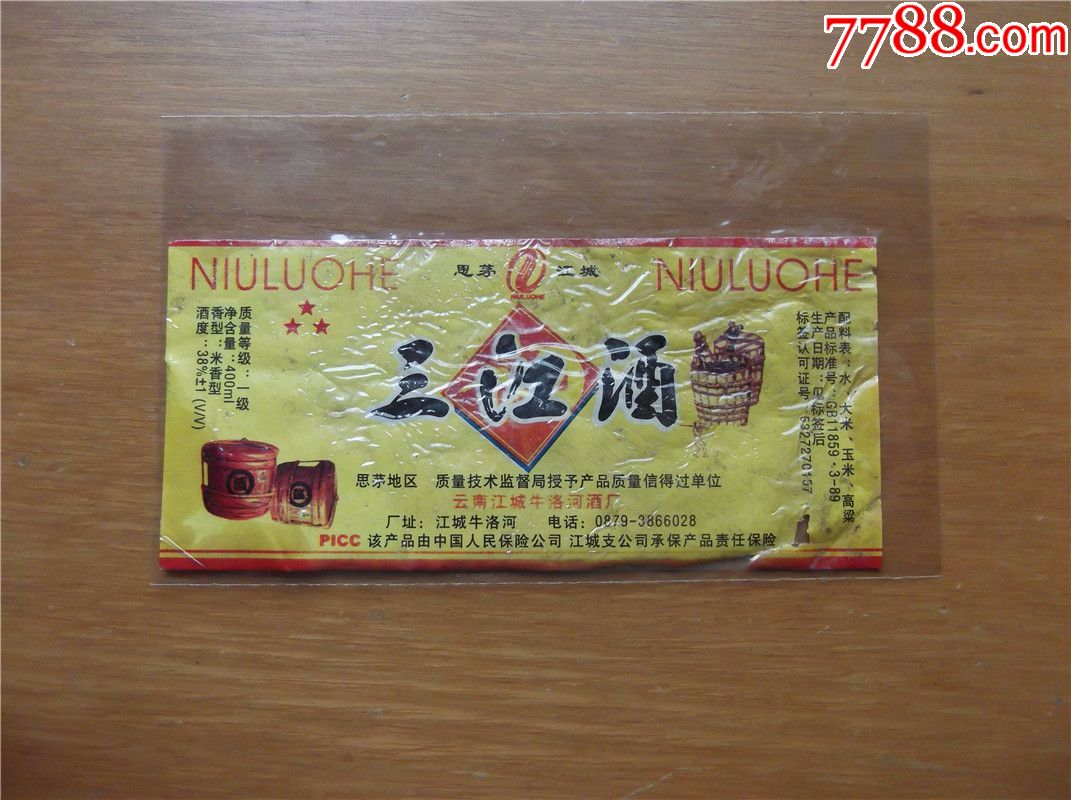 7788.com
NIULUOHE
思茅 江城
NIULUOHE
NIULUOHE
质量等级：一级
净含量：400ml
香型：米香型
酒度：38%±1 (V/V)
三江酒
配料表：水、大米、玉米、高粱
产品标准号：GB11859·3-89
生产日期：见标签后
标签认可证号：5327270157
思茅地区 质量技术监督局授予产品质量信得过单位
云南江城牛洛河酒厂
厂址：江城牛洛河 电话：0879-3866028
PICC 该产品由中国人民保险公司 江城支公司承保产品责任保险